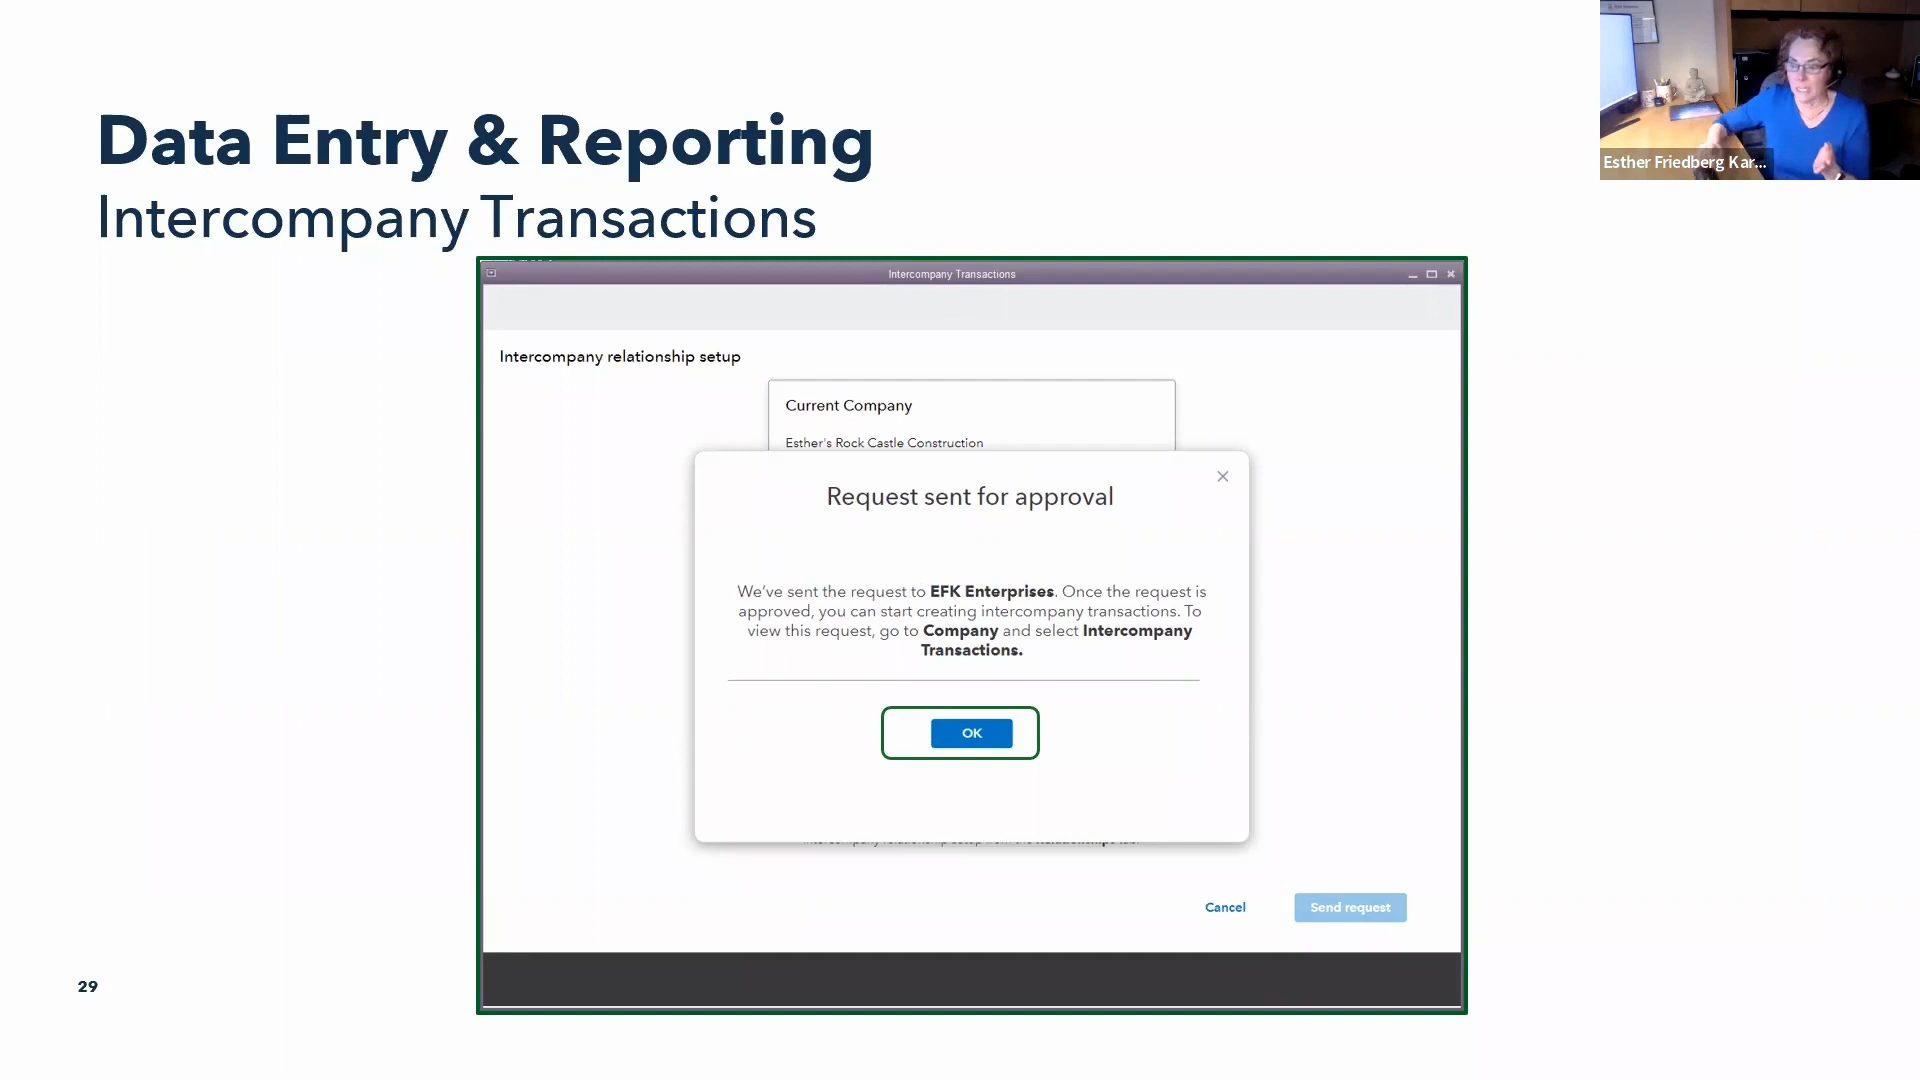 Data Entry & Reporting
Intercompany Transactions
Esther Friedberg Kar...
Intercompany Transactions
Intercompany relationship setup
Current Company
Esther's Rock Castle Construction
Request sent for approval
We've sent the request to EFK Enterprises. Once the request is
approved, you can start creating intercompany transactions. To
view this request, go to Company and select Intercompany
Transactions.
OK
Cancel
Send request
29